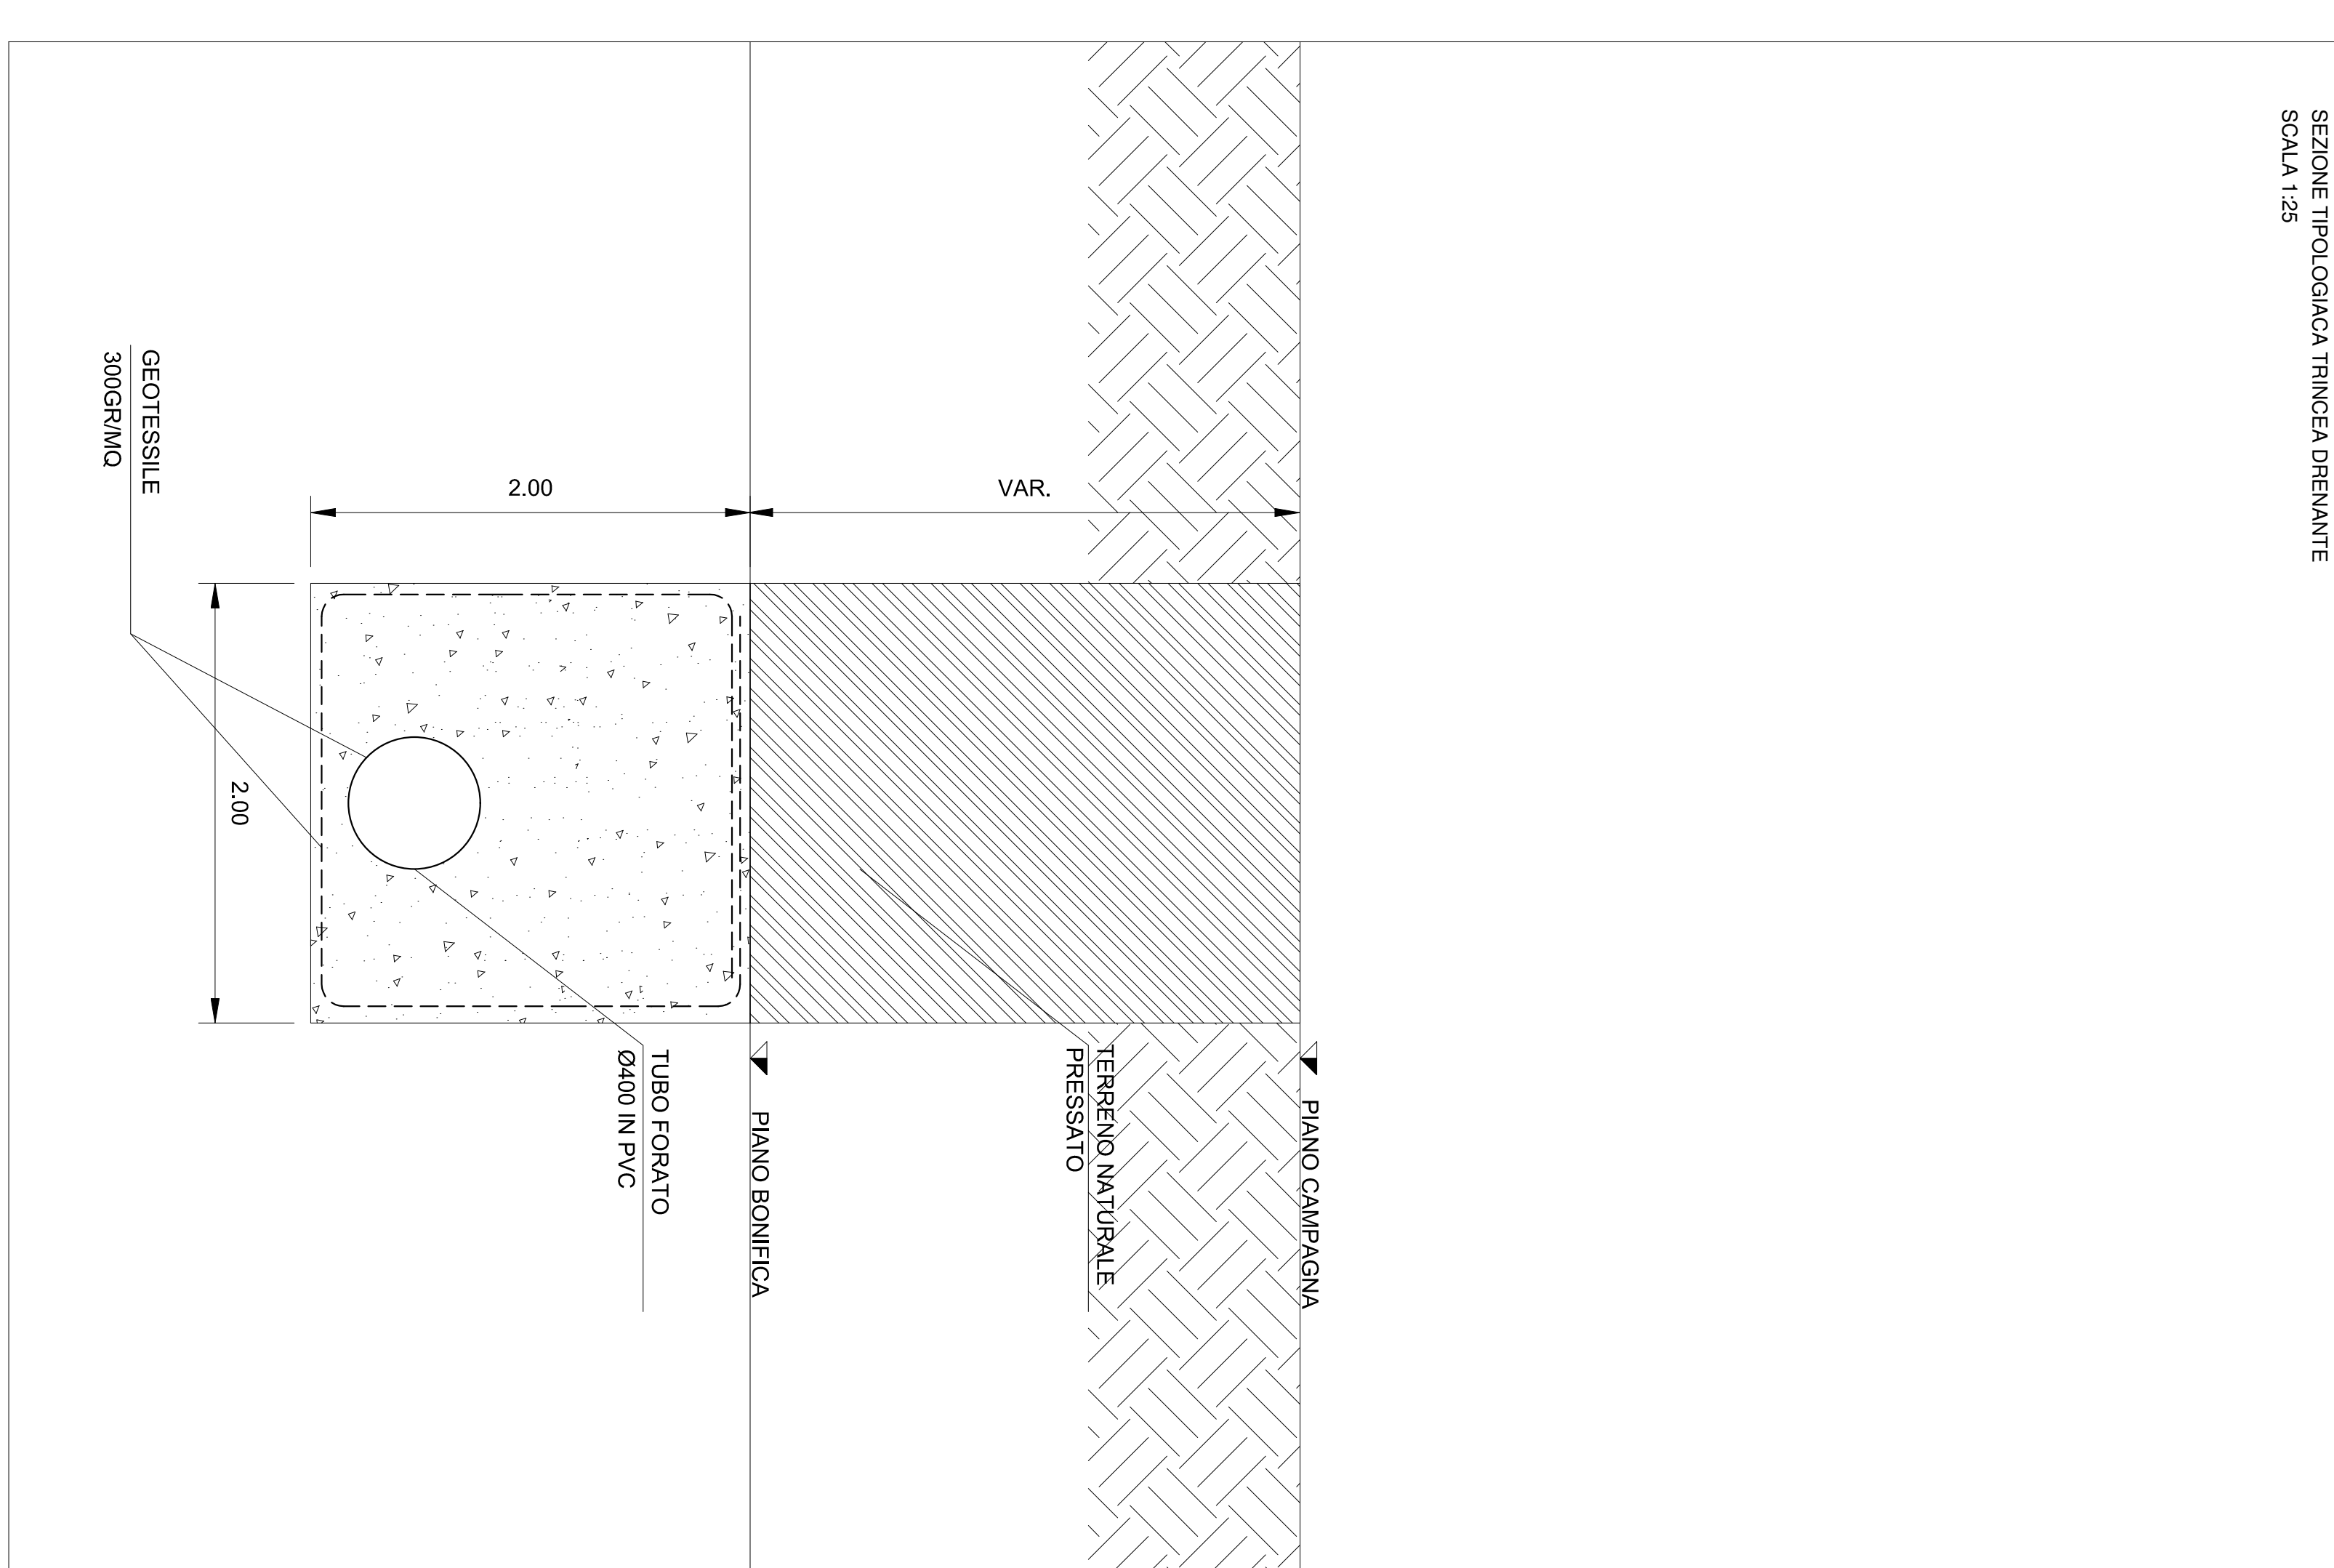 SEZIONE TIPOLOGIACA TRINCEA DRENANTE
SCALA 1:25
PIANO CAMPAGNA
VAR.
TERRENO NATURALE
PRESSATO
PIANO BONIFICA
2.00
TUBO FORATO
Ø400 IN PVC
2.00
GEOTESSILE
300GR/MQ